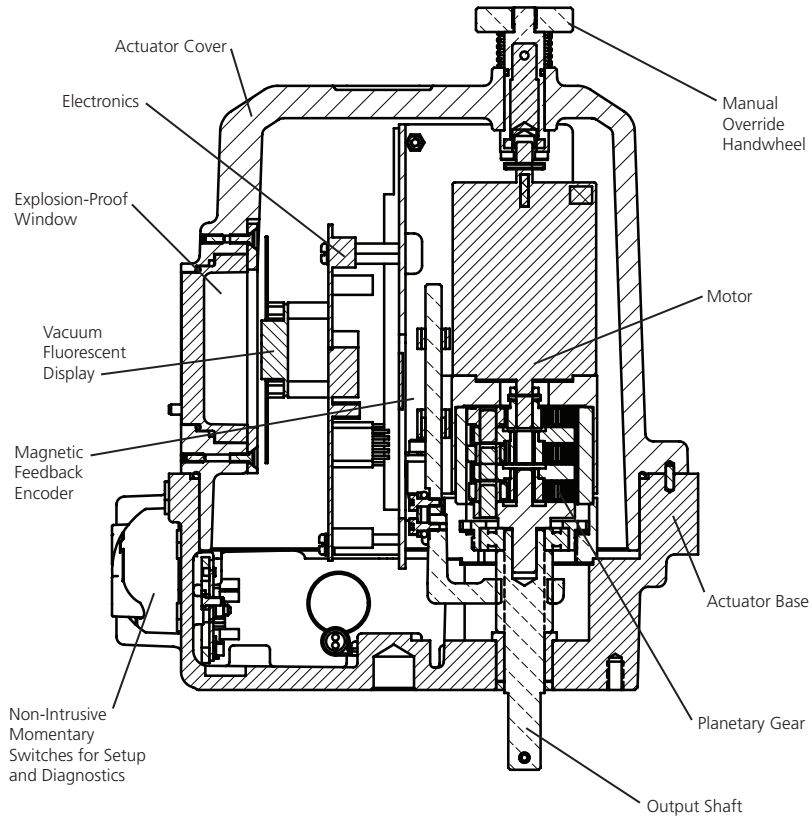 Actuator Cover
Electronics
Explosion-Proof
Window
Vacuum
Fluorescent
Display
Magnetic
Feedback
Encoder
Non-Intrusive
Momentary
Switches for Setup
and Diagnostics
Manual
Override
Handwheel
Motor
Actuator Base
Planetary Gear
Output Shaft